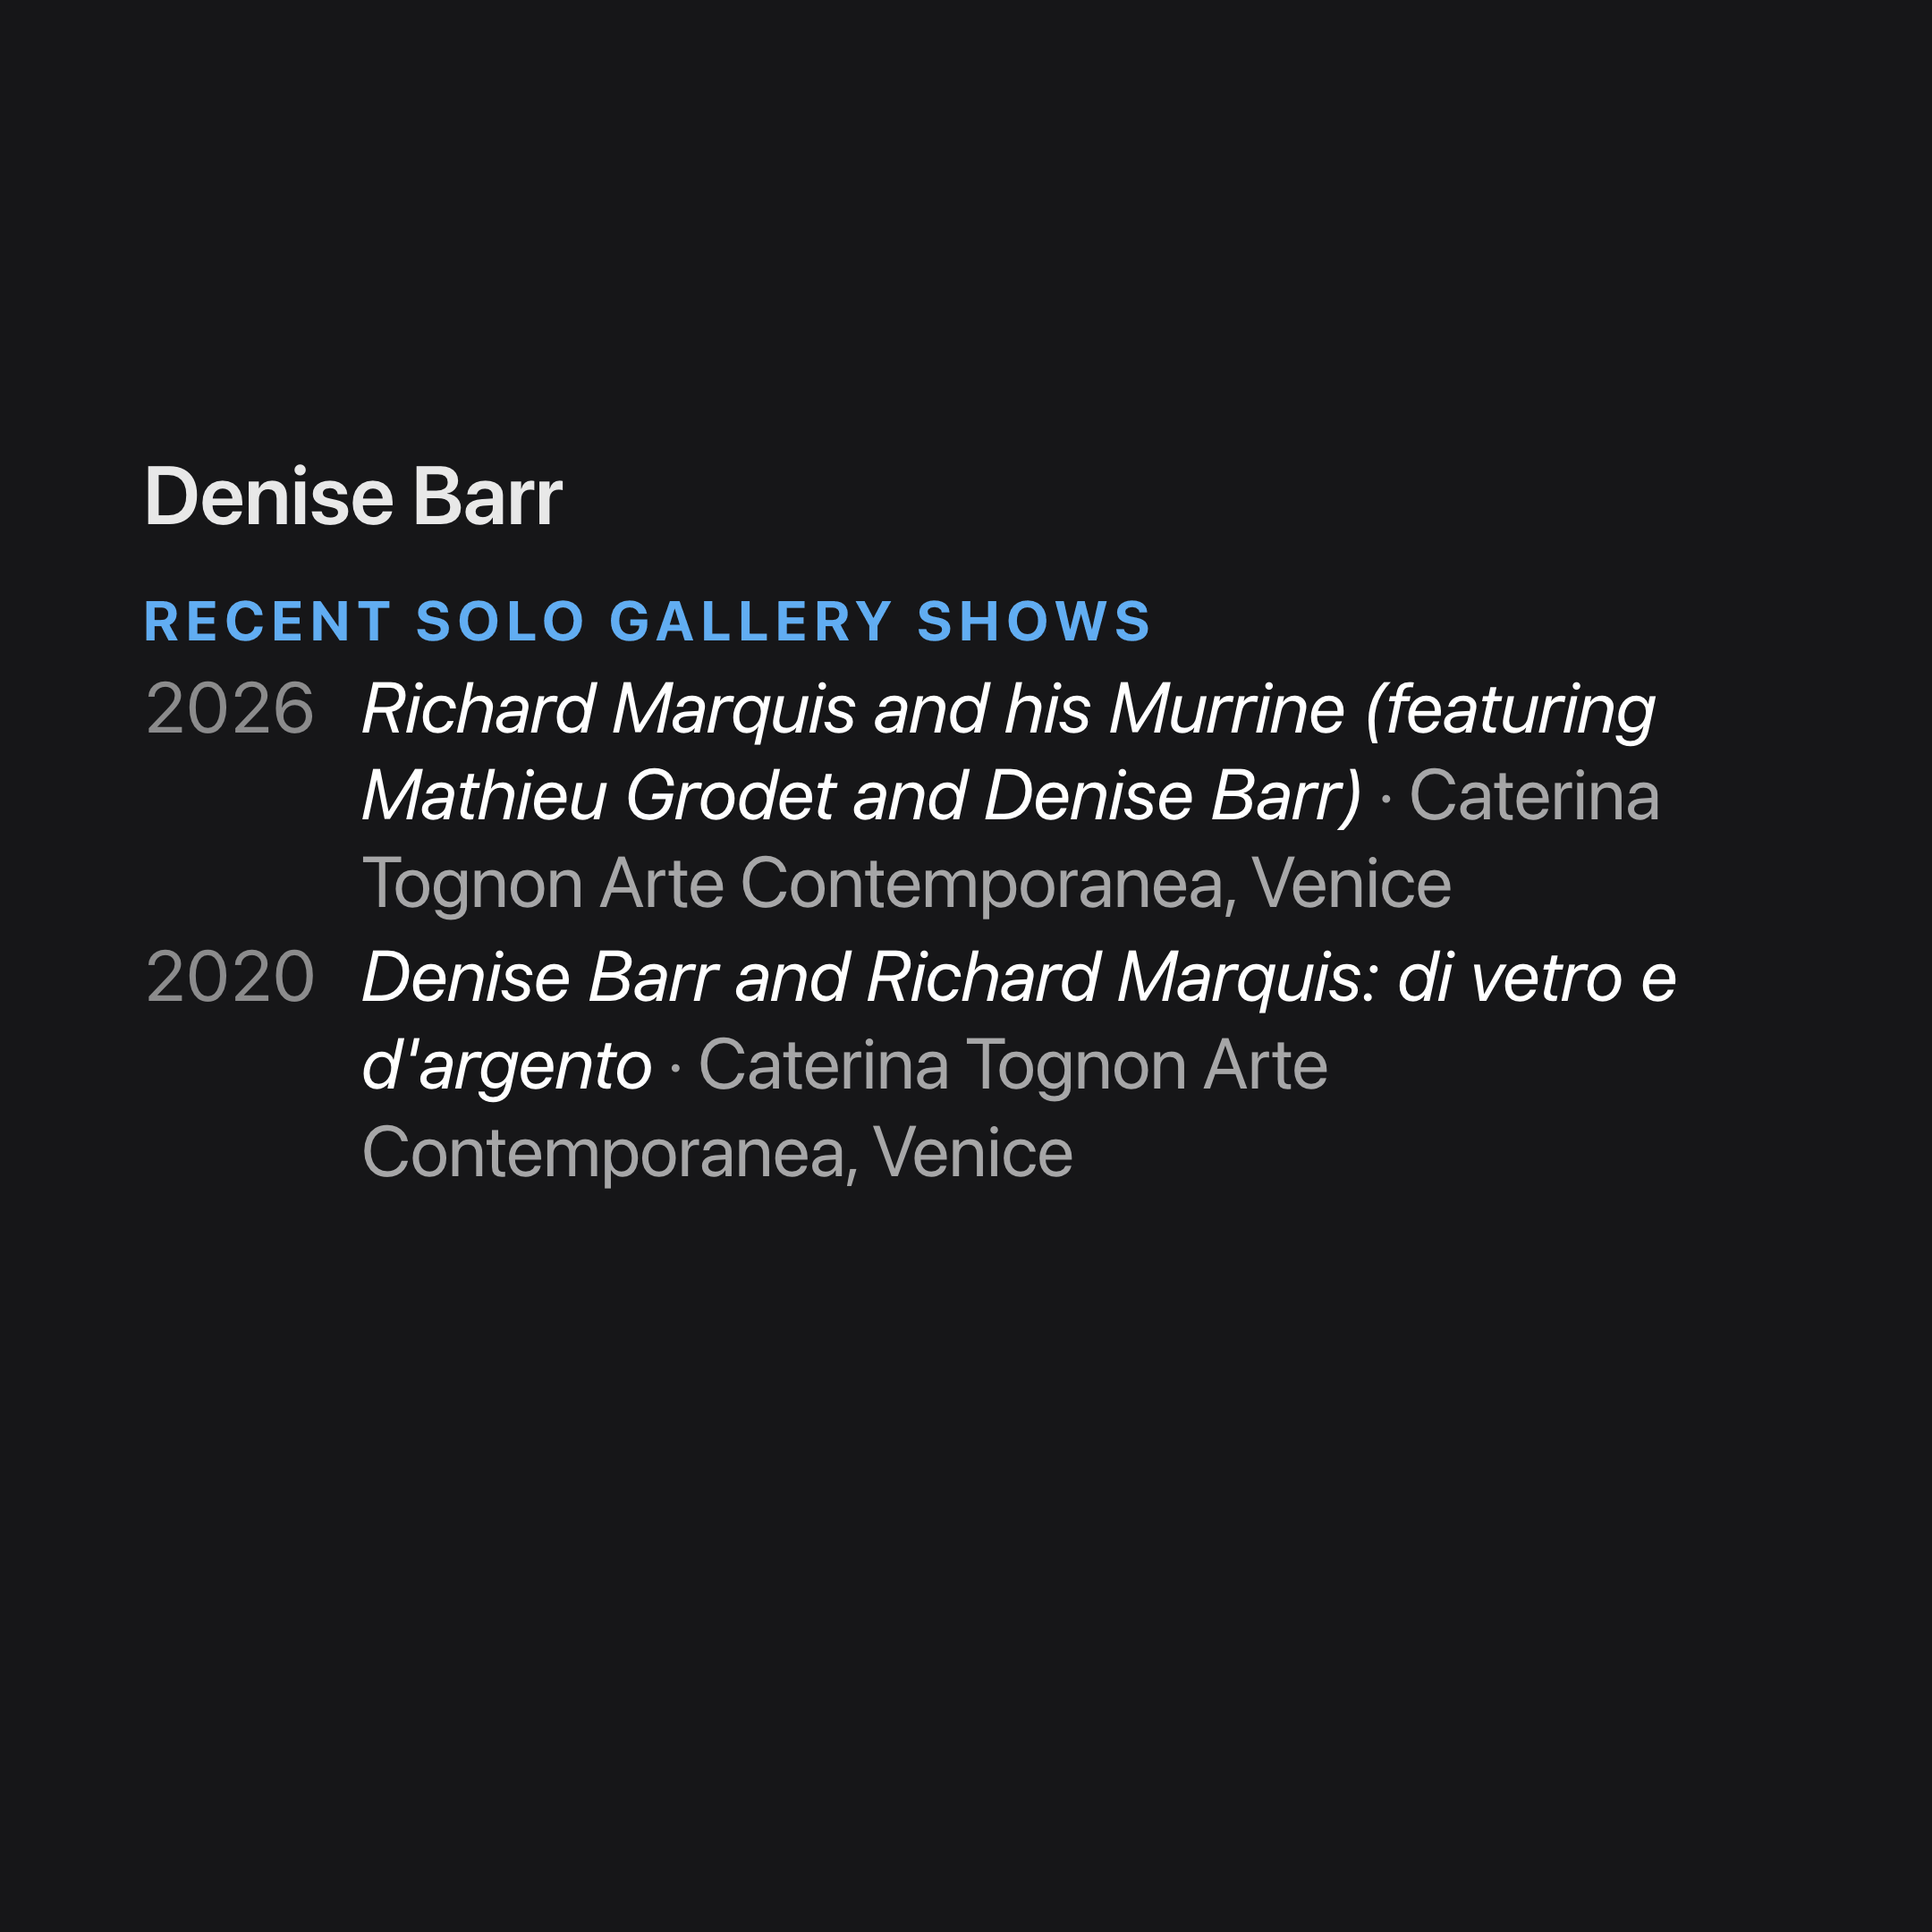 Denise Barr
RECENT SOLO GALLERY SHOWS
2026 Richard Marquis and his Murrine (featuring
Mathieu Grodet and Denise Barr) · Caterina
Tognon Arte Contemporanea, Venice
2020 Denise Barr and Richard Marquis: di vetro e
d'argento · Caterina Tognon Arte
Contemporanea, Venice